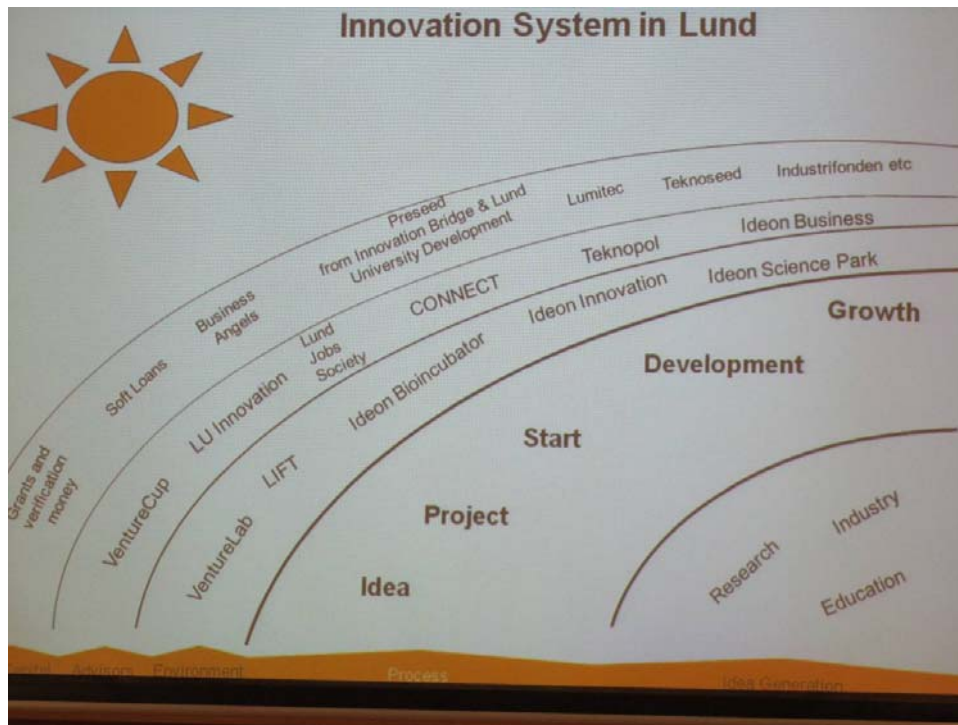 Innovation System in Lund
Grants and
verification
money
Soft Loans
Business
Angels
Preseed
from Innovation Bridge & Lund
University Development
Lumitec
Teknoseed
Industrifonden etc
VentureCup
LU Innovation
Lund
Jobs
Society
CONNECT
Teknopol
Ideon Business
VentureLab
LIFT
Ideon Bioincubator
Ideon Innovation
Ideon Science Park
Idea
Project
Start
Development
Growth
Research
Industry
Education
Advisors
Environment
Process
Idea Generation